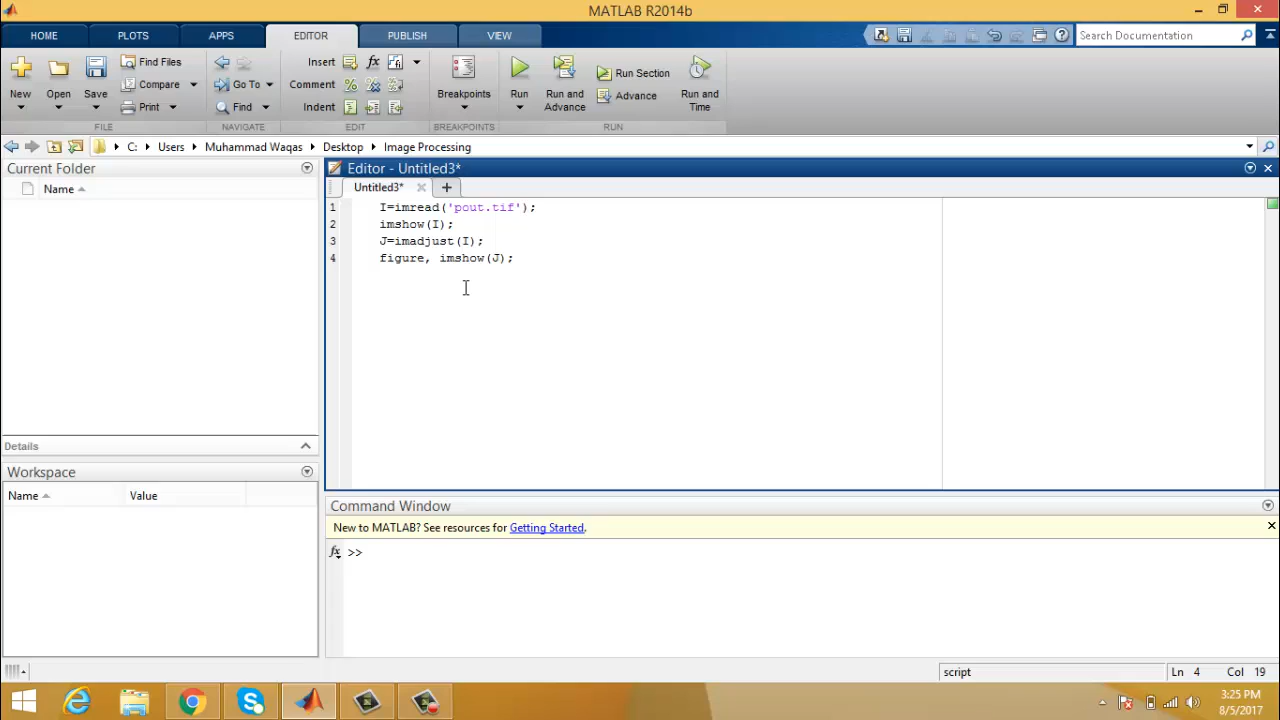 MATLAB R2014b
HOME PLOTS APPS EDITOR PUBLISH VIEW Search Documentation
New Open Save Find Files Compare Print
Go To Find
Insert fx
Comment %
Indent
Breakpoints
Run Run and Advance Run Section Advance Run and Time
FILE NAVIGATE EDIT BREAKPOINTS RUN
C: Users Muhammad Waqas Desktop Image Processing
Current Folder
Name
Details
Workspace
Name Value
Editor - Untitled3*
Untitled3* +
1 I=imread('pout.tif');
2 imshow(I);
3 J=imadjust(I);
4 figure, imshow(J);
Command Window
New to MATLAB? See resources for Getting Started.
fx >>
script Ln 4 Col 19
3:25 PM
8/5/2017